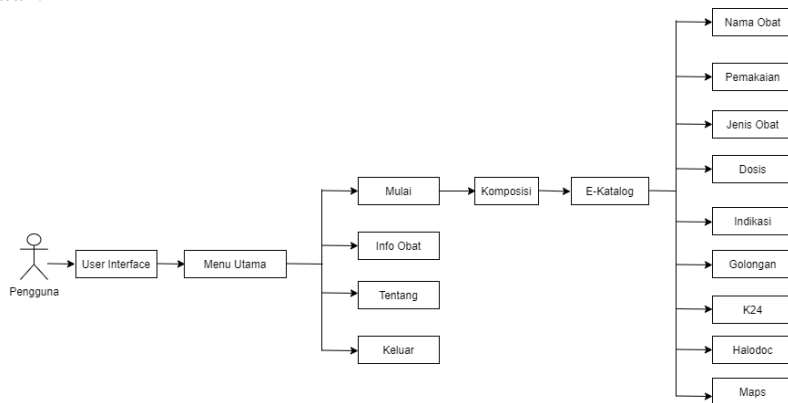 Nama Obat
Pemakaian
Jenis Obat
Dosis
Mulai
Komposisi
E-Katalog
Indikasi
Info Obat
User Interface
Menu Utama
Golongan
Pengguna
Tentang
K24
Keluar
Halodoc
Maps